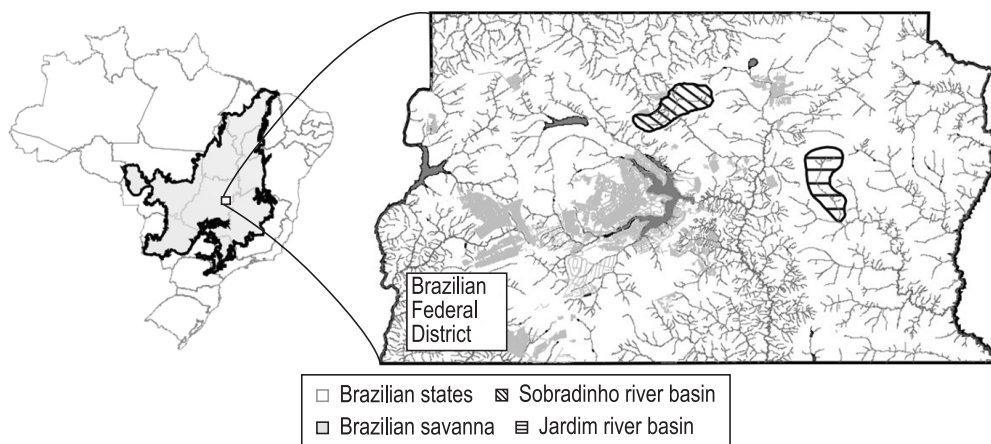 Brazilian
Federal
District
Brazilian states
Sobradinho river basin
Brazilian savanna
Jardim river basin